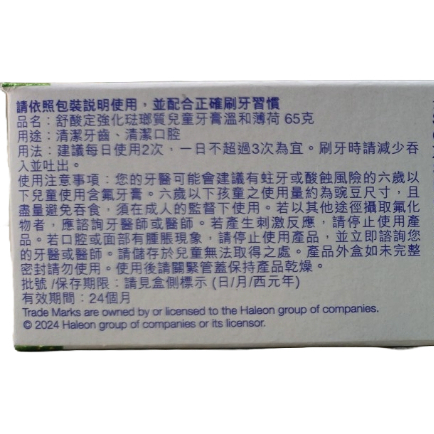 請依照包裝說明使用，並配合正確刷牙習慣
品名：舒酸定強化琺瑯質兒童牙膏溫和薄荷 65克
用途：清潔牙齒、清潔口腔
用法：建議每日使用2次，一日不超過3次為宜。刷牙時請減少吞
入並吐出。
使用注意事項：您的牙醫可能會建議有蛀牙或酸蝕風險的六歲以
下兒童使用含氟牙膏。六歲以下孩童之使用量約為豌豆尺寸，且
盡量避免吞食，須在成人的監督下使用。若以其他途徑攝取氟化
物者，應諮詢牙醫師或醫師。若產生刺激反應，請停止使用產
品。若口腔或面部有腫脹現象，請停止使用產品，並立即諮詢您
的牙醫或醫師。請儲存於兒童無法取得之處。產品外盒如未完整
密封請勿使用。使用後請關緊管蓋保持產品乾燥。
批號/保存期限：請見盒側標示 (日/月/西元年)
有效期間：24個月
Trade Marks are owned by or licensed to the Haleon group of companies.
© 2024 Haleon group of companies or its licensor.